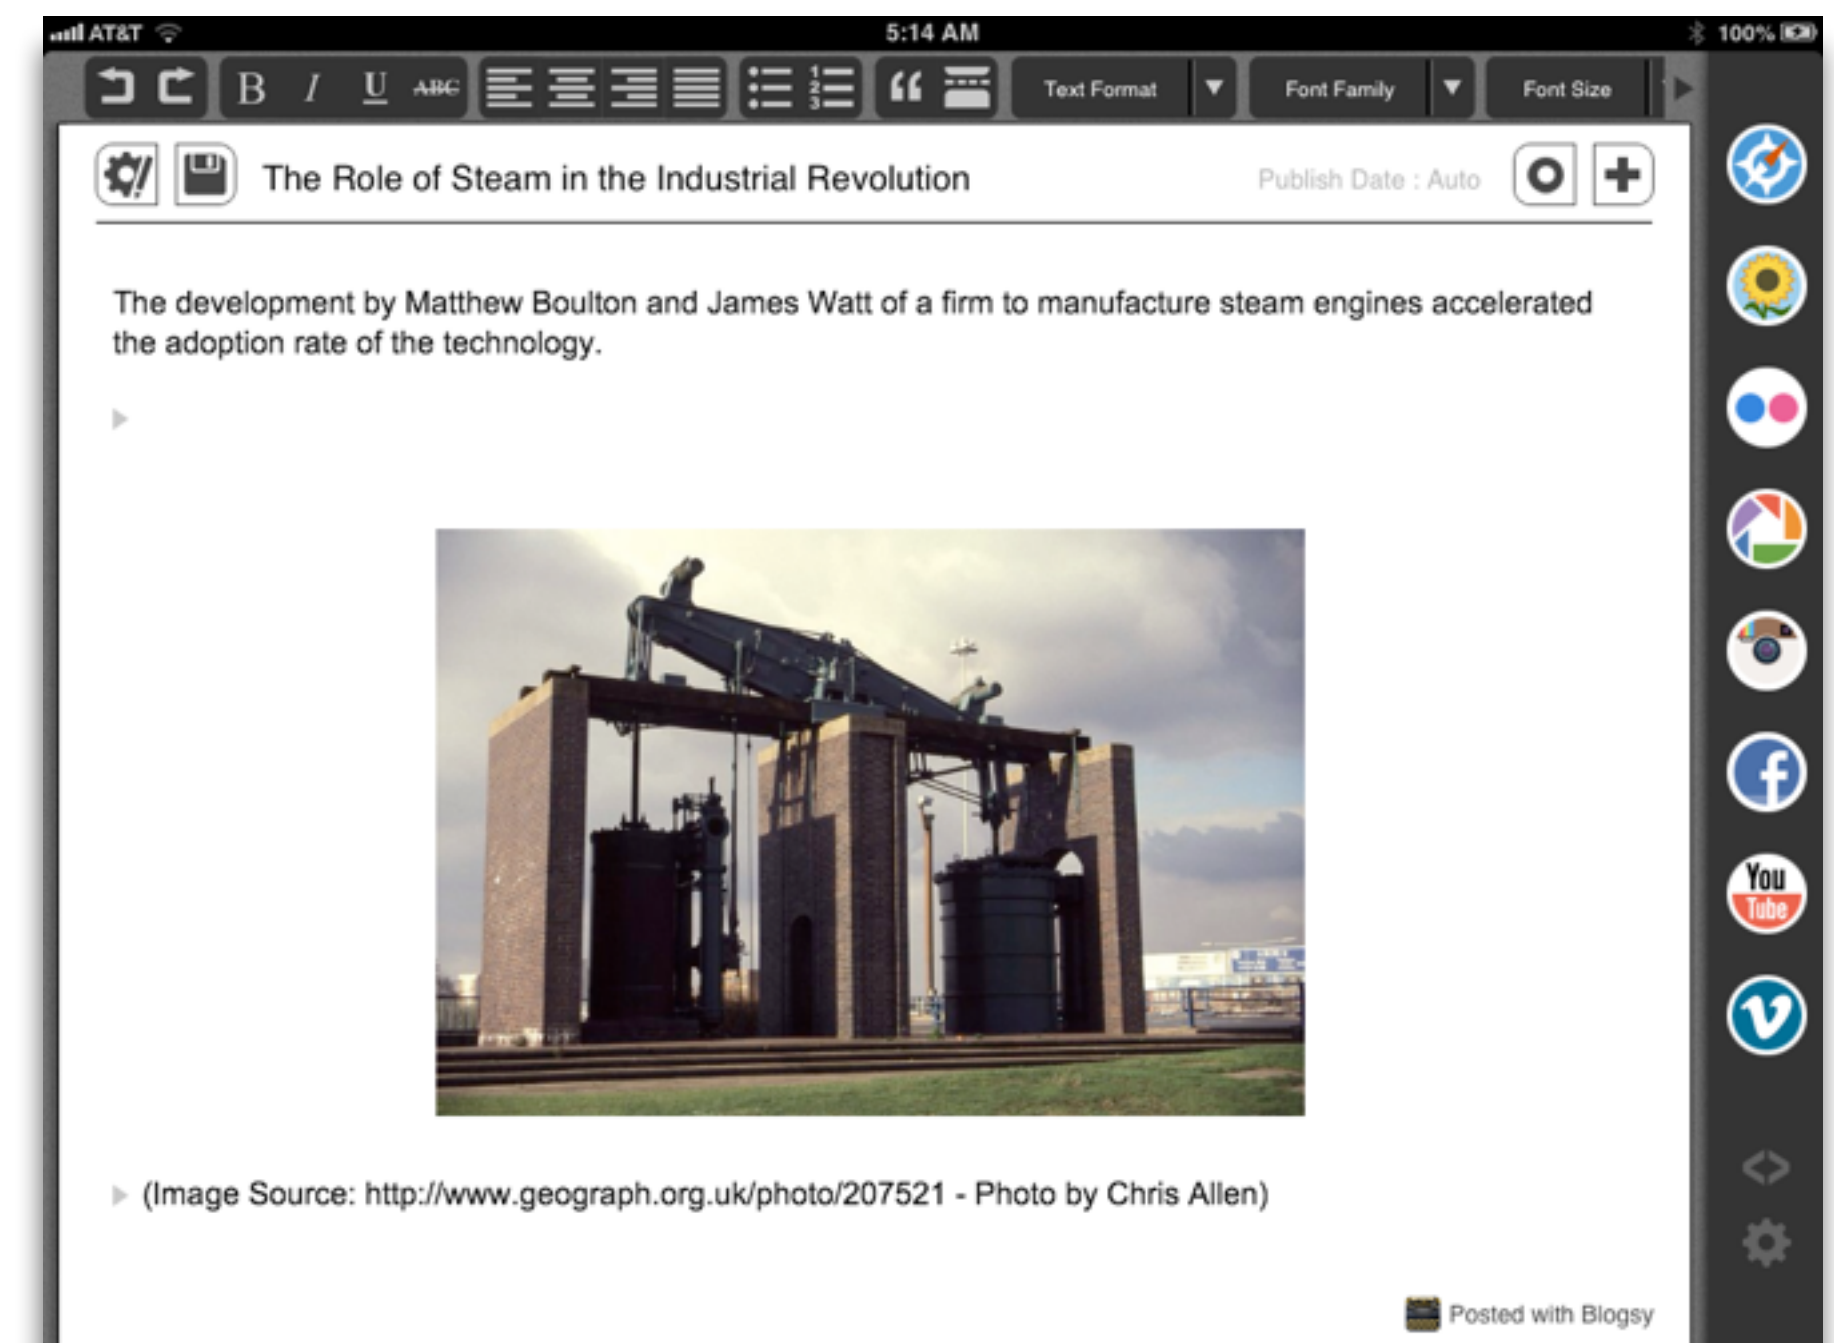 AT&T 5:14 AM 100%
B I U ABC 1 2 3 “ Text Format Font Family Font Size
The Role of Steam in the Industrial Revolution Publish Date : Auto
The development by Matthew Boulton and James Watt of a firm to manufacture steam engines accelerated
the adoption rate of the technology.
You
Tube
(Image Source: http://www.geograph.org.uk/photo/207521 - Photo by Chris Allen)
Posted with Blogsy